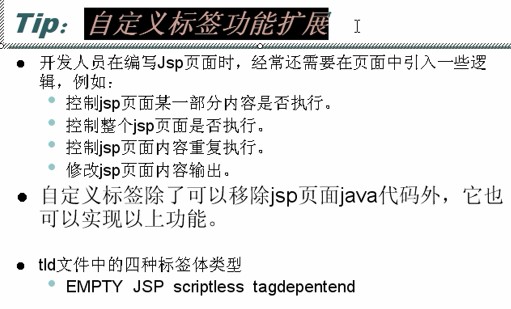 Tip: 自定义标签功能扩展
开发人员在编写Jsp页面时，经常还需要在页面中引入一些逻
辑，例如：
控制jsp页面某一部分内容是否执行。
控制整个jsp页面是否执行。
控制jsp页面内容重复执行。
修改jsp页面内容输出。
自定义标签除了可以移除jsp页面java代码外，它也
可以实现以上功能。
tld文件中的四种标签体类型
EMPTY JSP scriptless tagdepentend